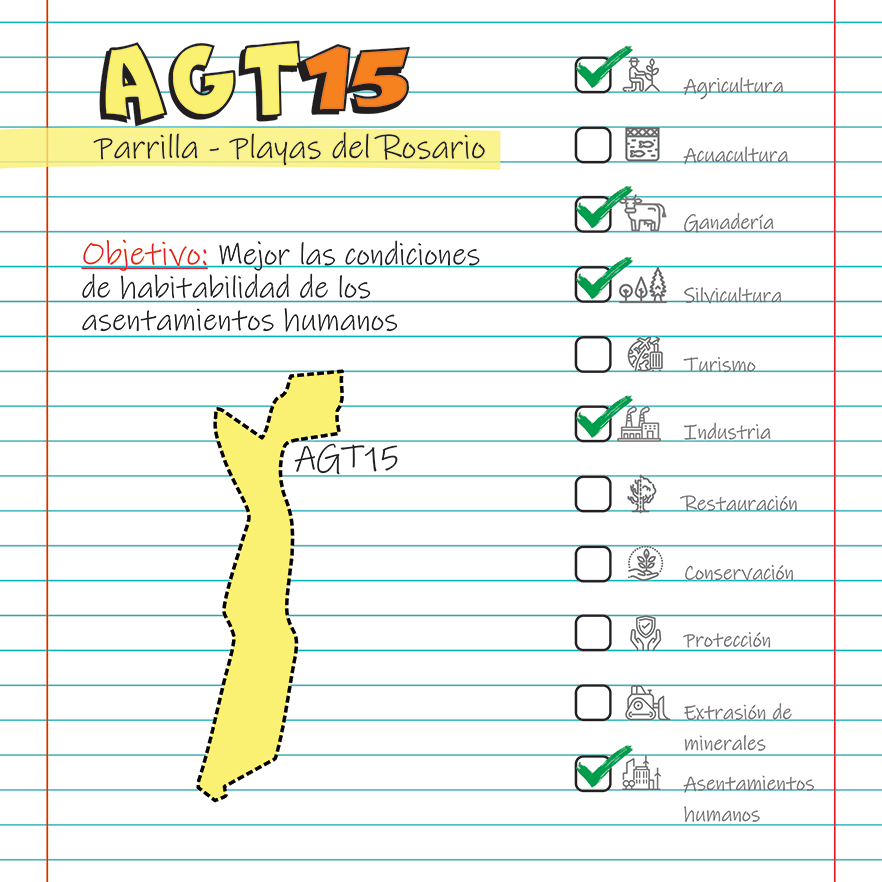 AGT15
Parrilla - Playas del Rosario
Objetivo: Mejor las condiciones
de habitabilidad de los
asentamientos humanos
AGT15
Agricultura
Acuacultura
Ganadería
Silvicultura
Turismo
Industria
Restauración
Conservación
Protección
Extrasión de
minerales
Asentamientos
humanos